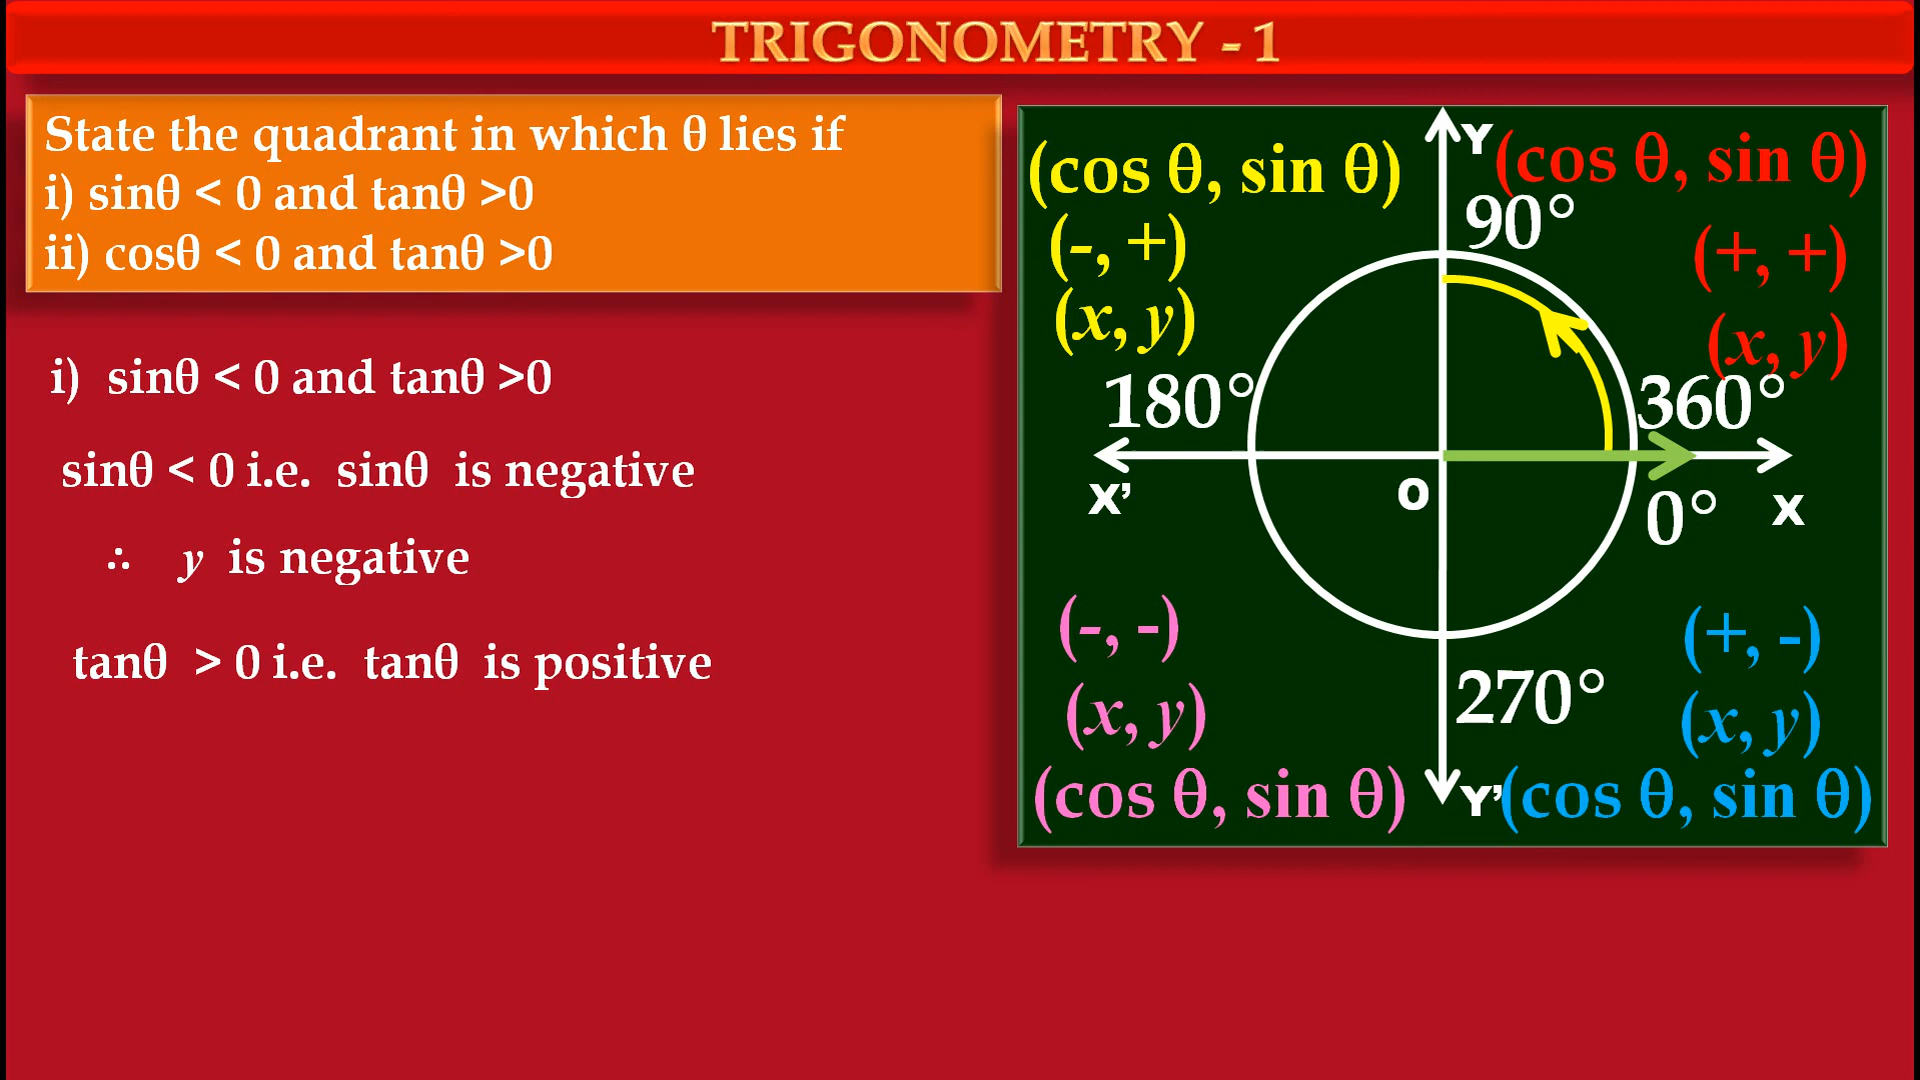 TRIGONOMETRY - 1
State the quadrant in which θ lies if
i) sinθ < 0 and tanθ >0
ii) cosθ < 0 and tanθ >0
i) sinθ < 0 and tanθ >0
sinθ < 0 i.e. sinθ is negative
∴ y is negative
tanθ > 0 i.e. tanθ is positive
Y
(cos θ, sin θ)
(-, +)
(x, y)
(cos θ, sin θ)
90°
(+, +)
(x, y)
180°
360°
X'
O
0°
X
(-, -)
(x, y)
(cos θ, sin θ)
270°
(+, -)
(x, y)
Y'
(cos θ, sin θ)